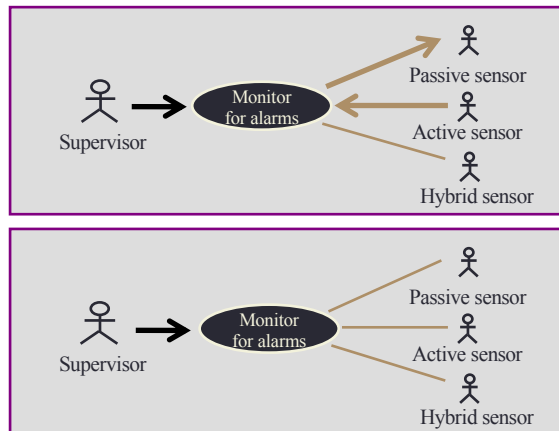 Passive sensor
Monitor
for alarms
Supervisor
Active sensor
Hybrid sensor
Passive sensor
Monitor
for alarms
Supervisor
Active sensor
Hybrid sensor